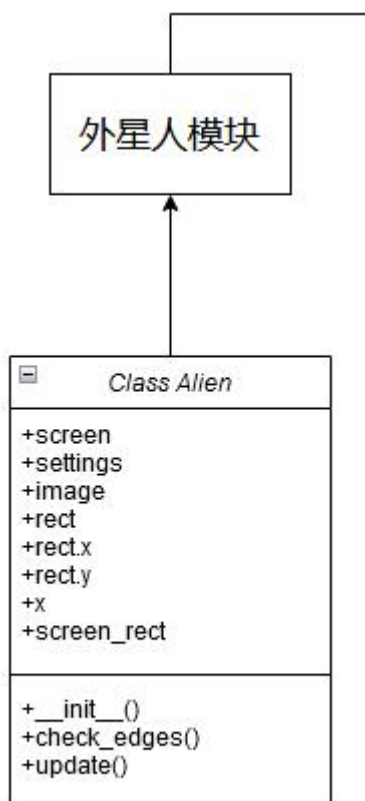 外星人模块
Class Alien
+screen
+settings
+image
+rect
+rect.x
+rect.y
+x
+screen_rect
+__init__()
+check_edges()
+update()